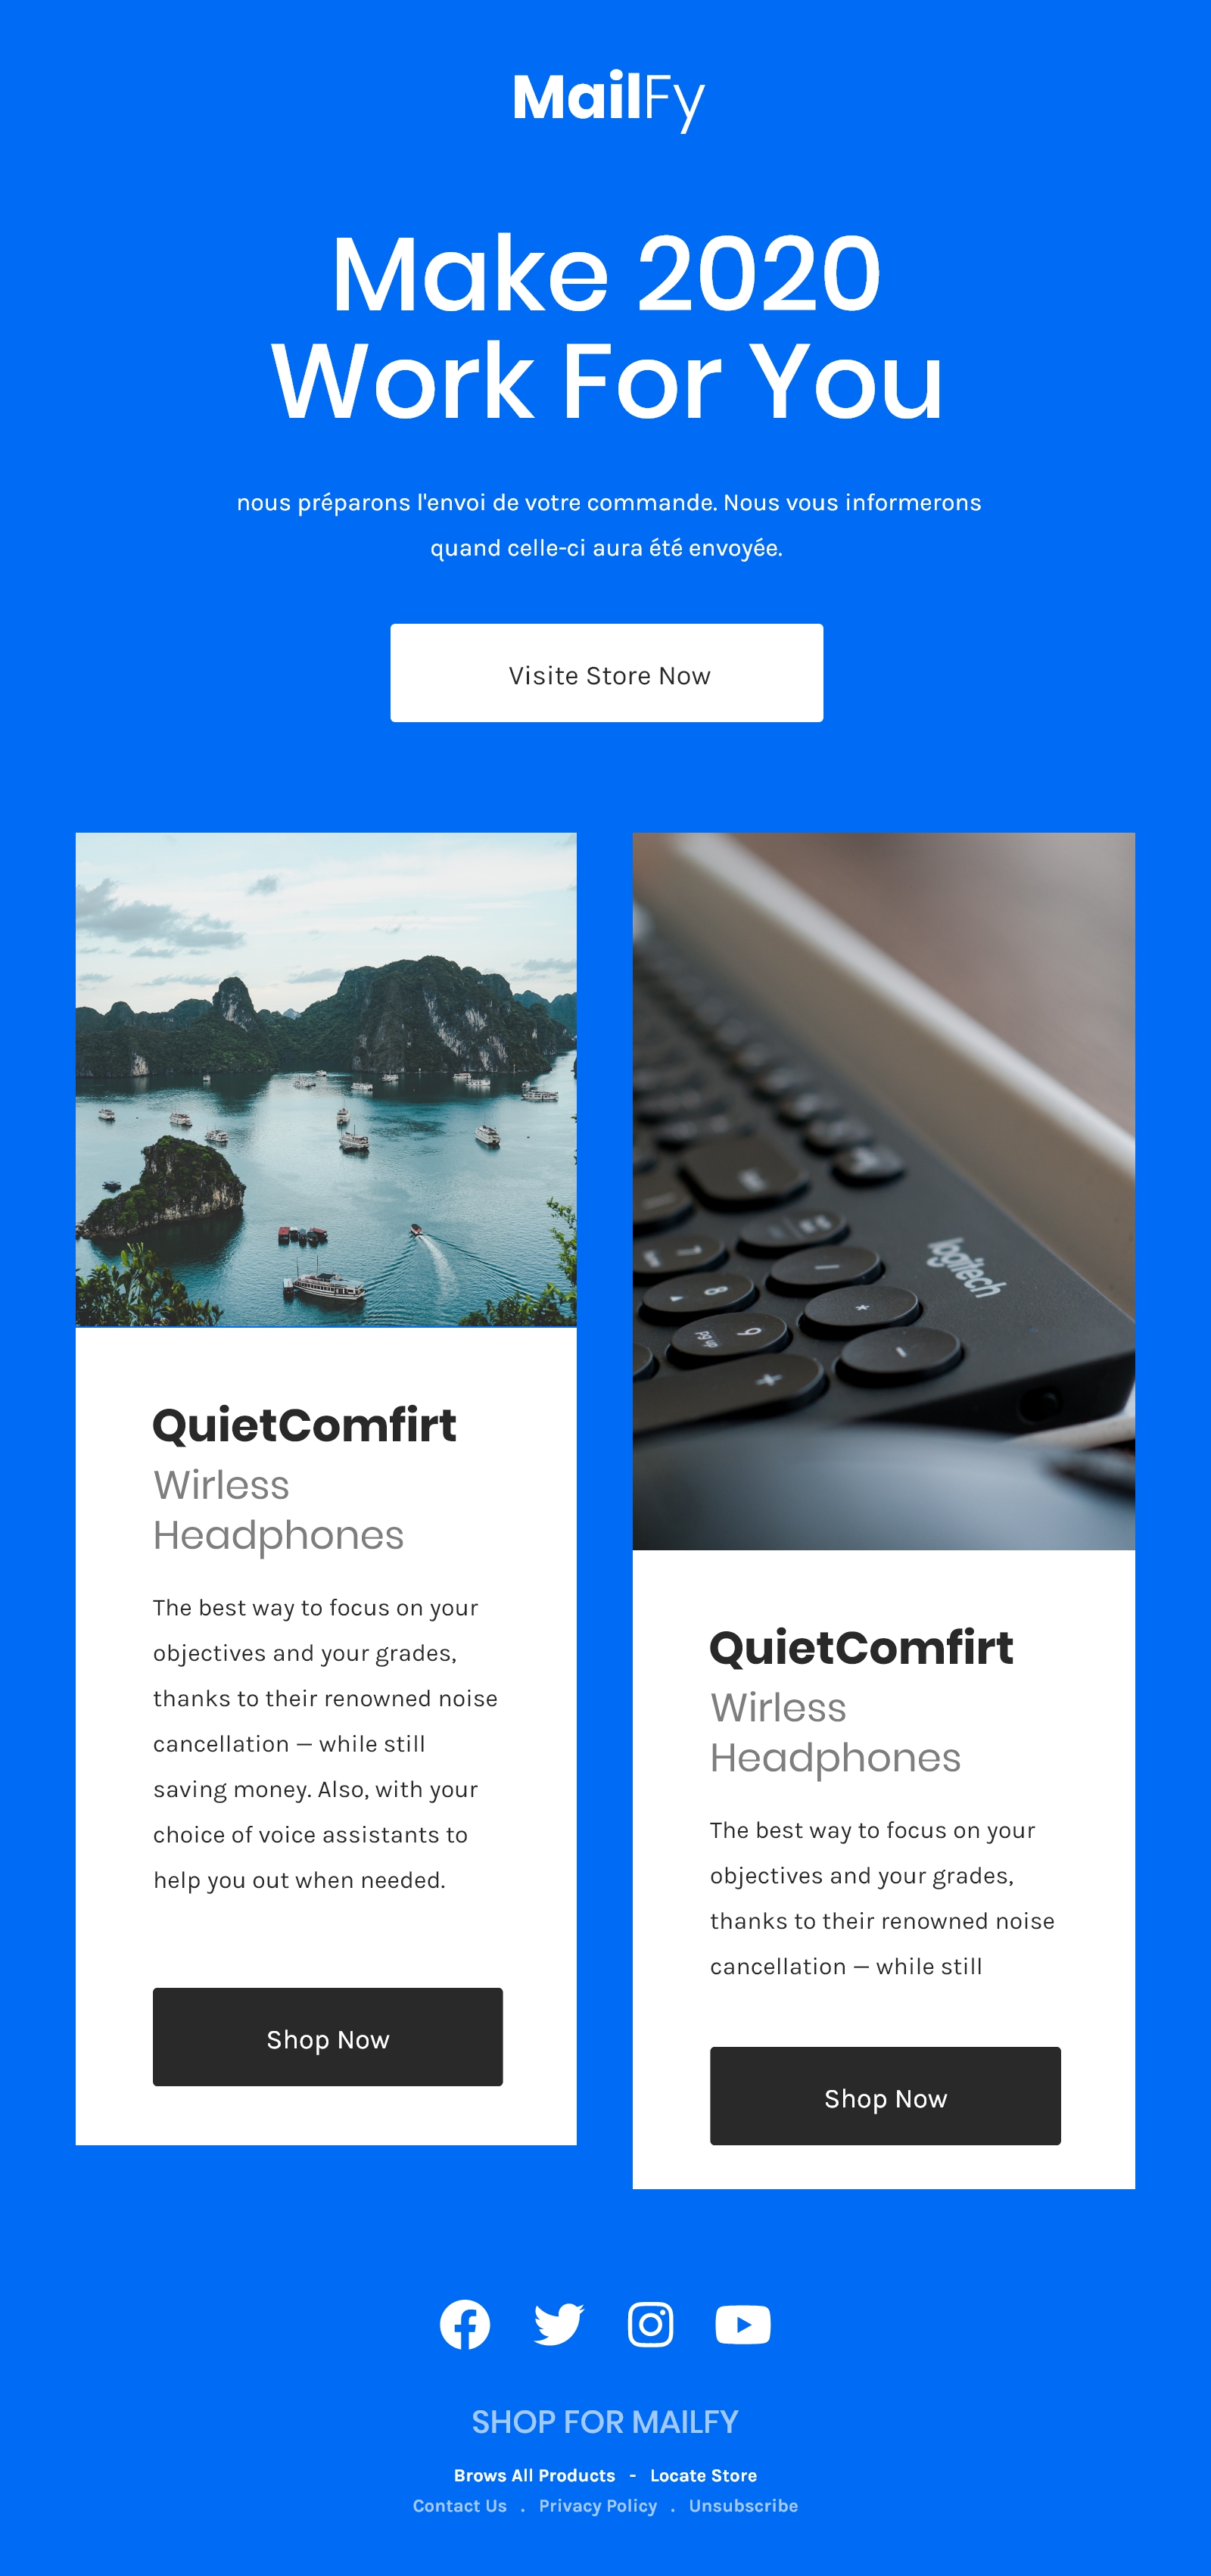 MailFy
Make 2020
Work For You
nous préparons l'envoi de votre commande. Nous vous informerons
quand celle-ci aura été envoyée.
Visite Store Now
logitech
7
8
9
pg up
*
-
+
QuietComfirt
Wirless
Headphones
The best way to focus on your
objectives and your grades,
thanks to their renowned noise
cancellation — while still
saving money. Also, with your
choice of voice assistants to
help you out when needed.
Shop Now
QuietComfirt
Wirless
Headphones
The best way to focus on your
objectives and your grades,
thanks to their renowned noise
cancellation — while still
Shop Now
SHOP FOR MAILFY
Brows All Products - Locate Store
Contact Us . Privacy Policy . Unsubscribe